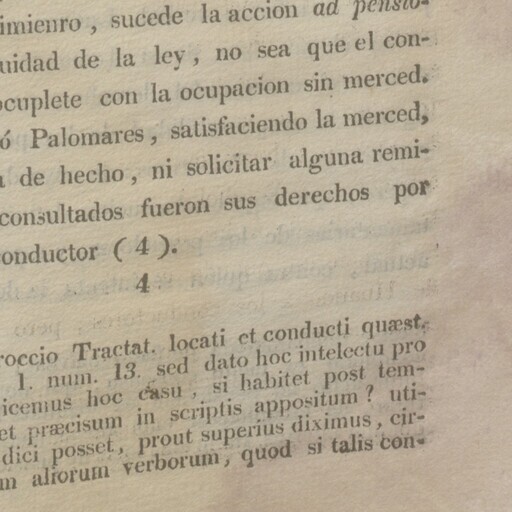 imienro, sucede la accion ad pensio-
uidad de la ley, no sea que el con-
ocuplete con la ocupacion sin merced.
ó Palomares, satisfaciendo la merced,
de hecho, ni solicitar alguna remi-
consultados fueron sus derechos por
onductor (4).
4
roccio Tractat. locati et conducti quæst.
1. num. 13. sed dato hoc intelectu pro
icemus hoc casu, si habitet post tem-
et præcisum in scriptis appositum? uti-
dici posset, prout superius diximus, cir-
m aliorum verborum, quod si talis con-